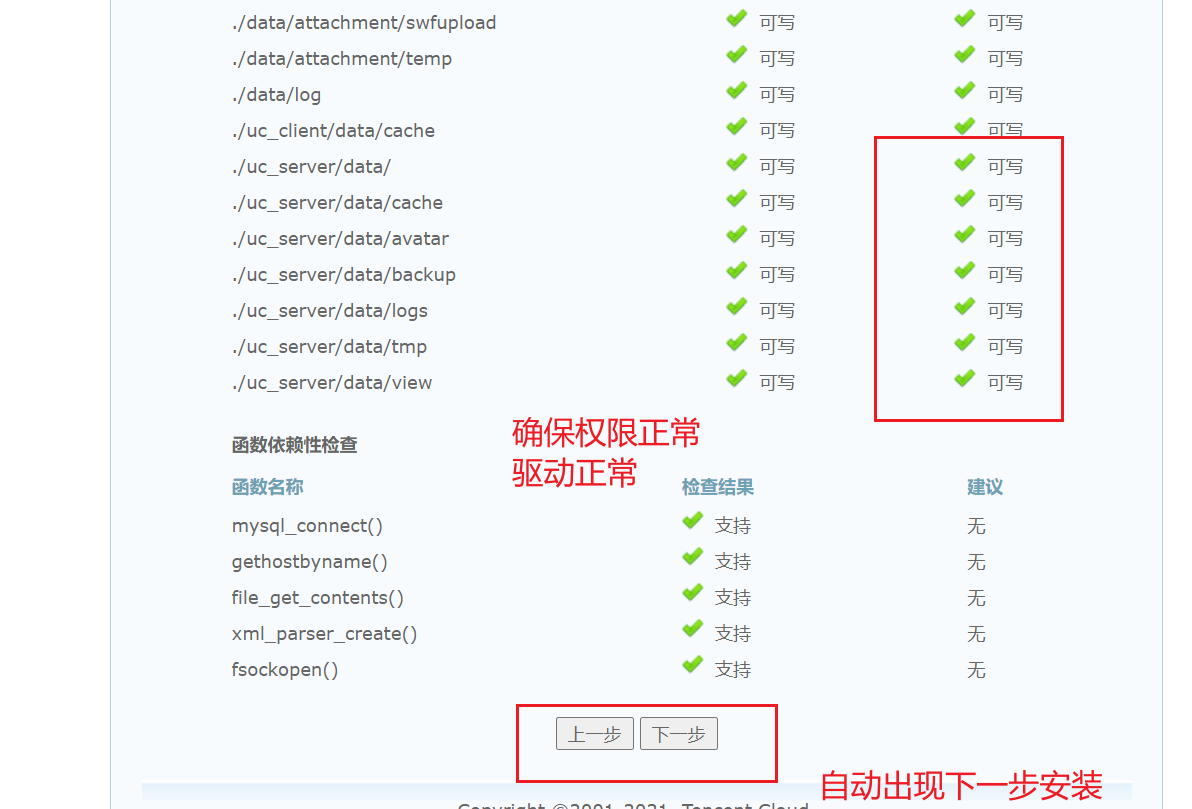 ./data/attachment/swfupload 可写 可写
./data/attachment/temp 可写 可写
./data/log 可写 可写
./uc_client/data/cache 可写 可写
./uc_server/data/ 可写 可写
./uc_server/data/cache 可写 可写
./uc_server/data/avatar 可写 可写
./uc_server/data/backup 可写 可写
./uc_server/data/logs 可写 可写
./uc_server/data/tmp 可写 可写
./uc_server/data/view 可写 可写
确保权限正常
函数依赖性检查
驱动正常
函数名称 检查结果 建议
mysql_connect() 支持 无
gethostbyname() 支持 无
file_get_contents() 支持 无
xml_parser_create() 支持 无
fsockopen() 支持 无
上一步 下一步
自动出现下一步安装
Copyright ©2001-2021, Tencent Cloud